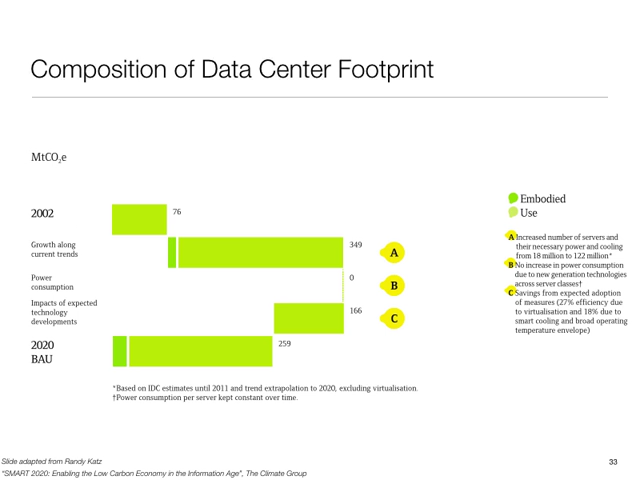 Composition of Data Center Footprint
MtCO₂e
2002
76
Growth along
current trends
349
A
Power
consumption
0
B
Impacts of expected
technology
developments
166
C
2020
BAU
259
Embodied
Use
A Increased number of servers and
their necessary power and cooling
from 18 million to 122 million*
B No increase in power consumption
due to new generation technologies
across server classes†
C Savings from expected adoption
of measures (27% efficiency due
to virtualisation and 18% due to
smart cooling and broad operating
temperature envelope)
*Based on IDC estimates until 2011 and trend extrapolation to 2020, excluding virtualisation.
†Power consumption per server kept constant over time.
Slide adapted from Randy Katz
"SMART 2020: Enabling the Low Carbon Economy in the Information Age", The Climate Group
33